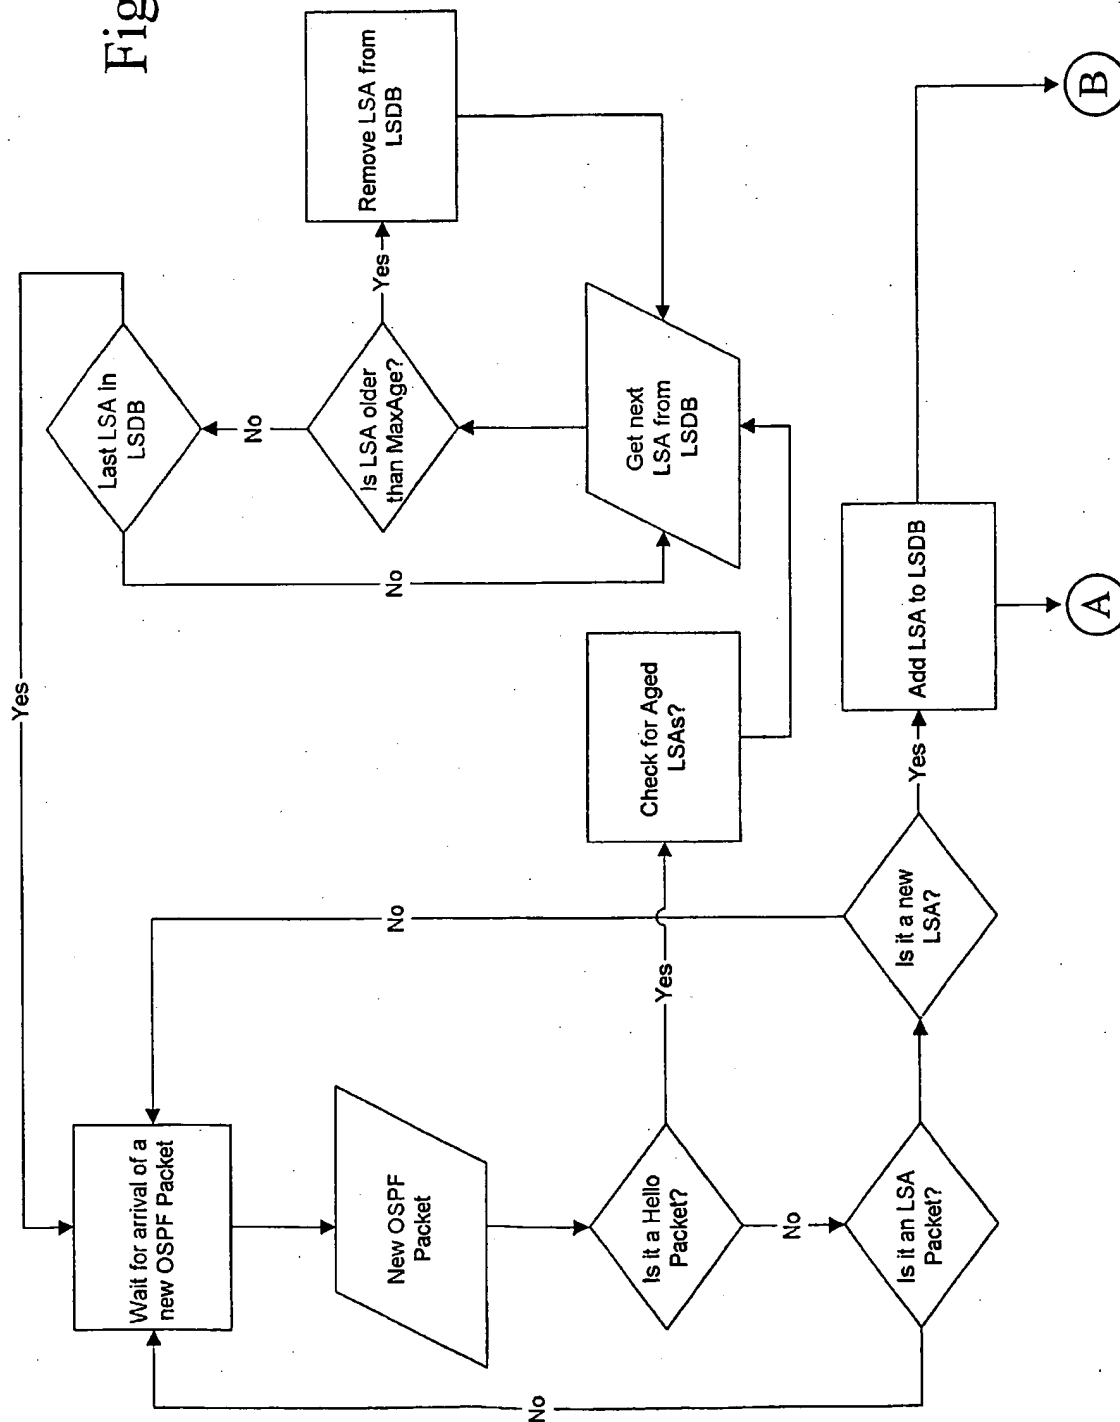 Fig
Wait for arrival of a
new OSPF Packet
New OSPF
Packet
Is it a Hello
Packet?
No
Is it an LSA
Packet?
No
Yes
Is it a new
LSA?
No
Yes
Add LSA to LSDB
A
B
Check for Aged
LSAs?
Get next
LSA from
LSDB
Is LSA older
than MaxAge?
Yes
Remove LSA from
LSDB
No
Last LSA in
LSDB
No
Yes